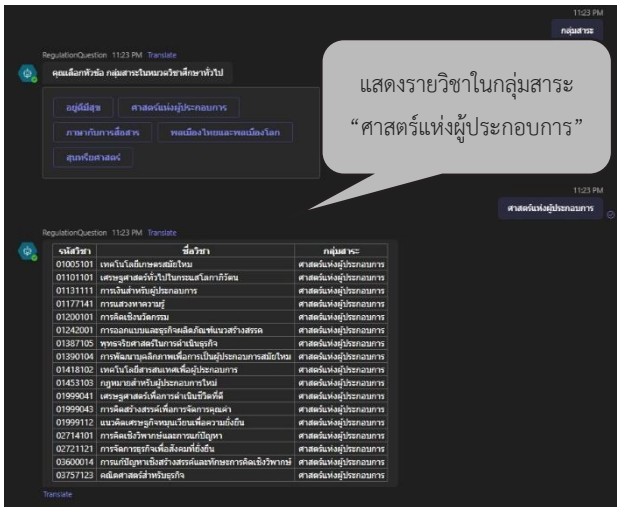 11:23 PM
กลุ่มสาระ
RegulationQuestion 11:23 PM Translate
คุณเลือกหัวข้อ กลุ่มสาระในหมวดวิชาศึกษาทั่วไป
อยู่ดีมีสุข ศาสตร์แห่งผู้ประกอบการ
ภาษากับการสื่อสาร พลเมืองไทยและพลเมืองโลก
สุนทรียศาสตร์
แสดงรายวิชาในกลุ่มสาระ
“ศาสตร์แห่งผู้ประกอบการ”
11:23 PM
ศาสตร์แห่งผู้ประกอบการ
RegulationQuestion 11:23 PM Translate
รหัสวิชา ชื่อวิชา กลุ่มสาระ
01005101 เทคโนโลยีเกษตรสมัยใหม่ ศาสตร์แห่งผู้ประกอบการ
01101101 เศรษฐศาสตร์ทั่วไปในกระแสโลกาภิวัตน ศาสตร์แห่งผู้ประกอบการ
01131111 การเงินสำหรับผู้ประกอบการ ศาสตร์แห่งผู้ประกอบการ
01177141 การแสวงหาความรู้ ศาสตร์แห่งผู้ประกอบการ
01200101 การคิดเชิงนวัตกรรม ศาสตร์แห่งผู้ประกอบการ
01242001 การออกแบบและธุรกิจผลิตภัณฑ์แนวสร้างสรรค ศาสตร์แห่งผู้ประกอบการ
01387105 พุทธจริยศาสตร์ในการดำเนินธุรกิจ ศาสตร์แห่งผู้ประกอบการ
01390104 การพัฒนาบุคลิกภาพเพื่อการเป็นผู้ประกอบการสมัยใหม ศาสตร์แห่งผู้ประกอบการ
01418102 เทคโนโลยีสารสนเทศเพื่อผู้ประกอบการ ศาสตร์แห่งผู้ประกอบการ
01453103 กฎหมายสำหรับผู้ประกอบการใหม่ ศาสตร์แห่งผู้ประกอบการ
01999041 เศรษฐศาสตร์เพื่อการดำเนินชีวิตที่ดี ศาสตร์แห่งผู้ประกอบการ
01999043 การคิดสร้างสรรค์เพื่อการจัดการคุณค่า ศาสตร์แห่งผู้ประกอบการ
01999112 แนวคิดเศรษฐกิจหมุนเวียนเพื่อความยั่งยืน ศาสตร์แห่งผู้ประกอบการ
02714101 การคิดเชิงวิพากษ์และการแก้ปัญหา ศาสตร์แห่งผู้ประกอบการ
02721121 การจัดการธุรกิจเพื่อสังคมที่ยั่งยืน ศาสตร์แห่งผู้ประกอบการ
03600014 การแก้ปัญหาเชิงสร้างสรรค์และทักษะการคิดเชิงวิพากษ์ ศาสตร์แห่งผู้ประกอบการ
03757123 คณิตศาสตร์สำหรับธุรกิจ ศาสตร์แห่งผู้ประกอบการ
Translate